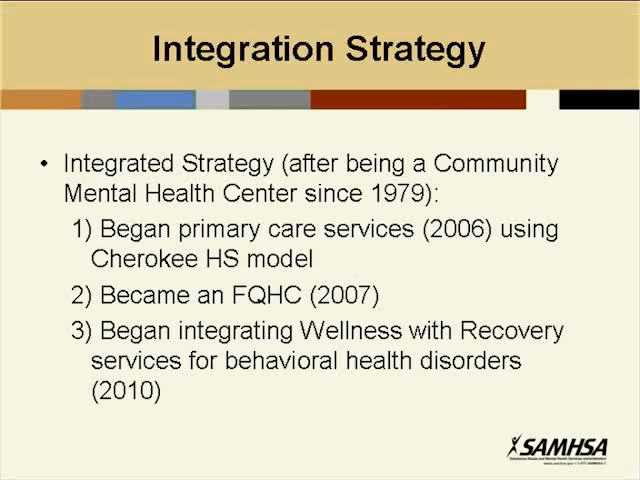 Integration Strategy
• Integrated Strategy (after being a Community
Mental Health Center since 1979):
1) Began primary care services (2006) using
Cherokee HS model
2) Became an FQHC (2007)
3) Began integrating Wellness with Recovery
services for behavioral health disorders
(2010)
SAMHSA